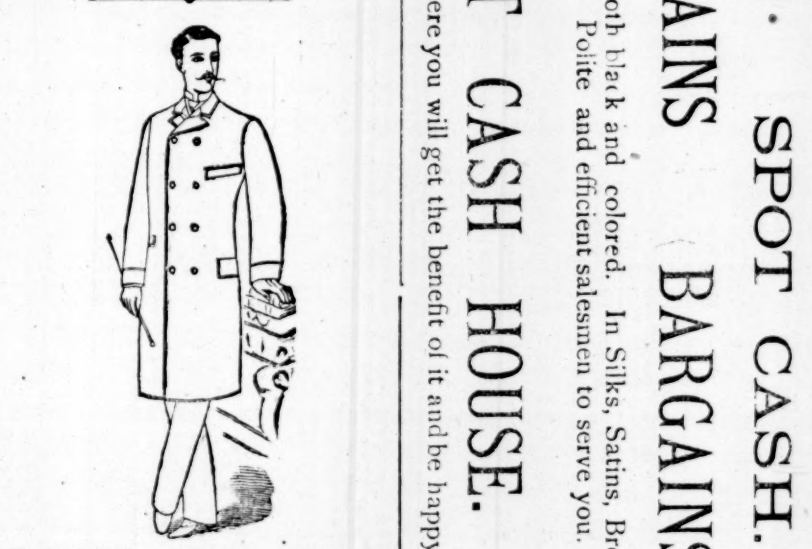 SPOT CASH.
AINS BARGAINS
oth black and colored. In Silks, Satins, Bro
Polite and efficient salesmen to serve you.
T CASH HOUSE.
ere you will get the benefit of it and be happy